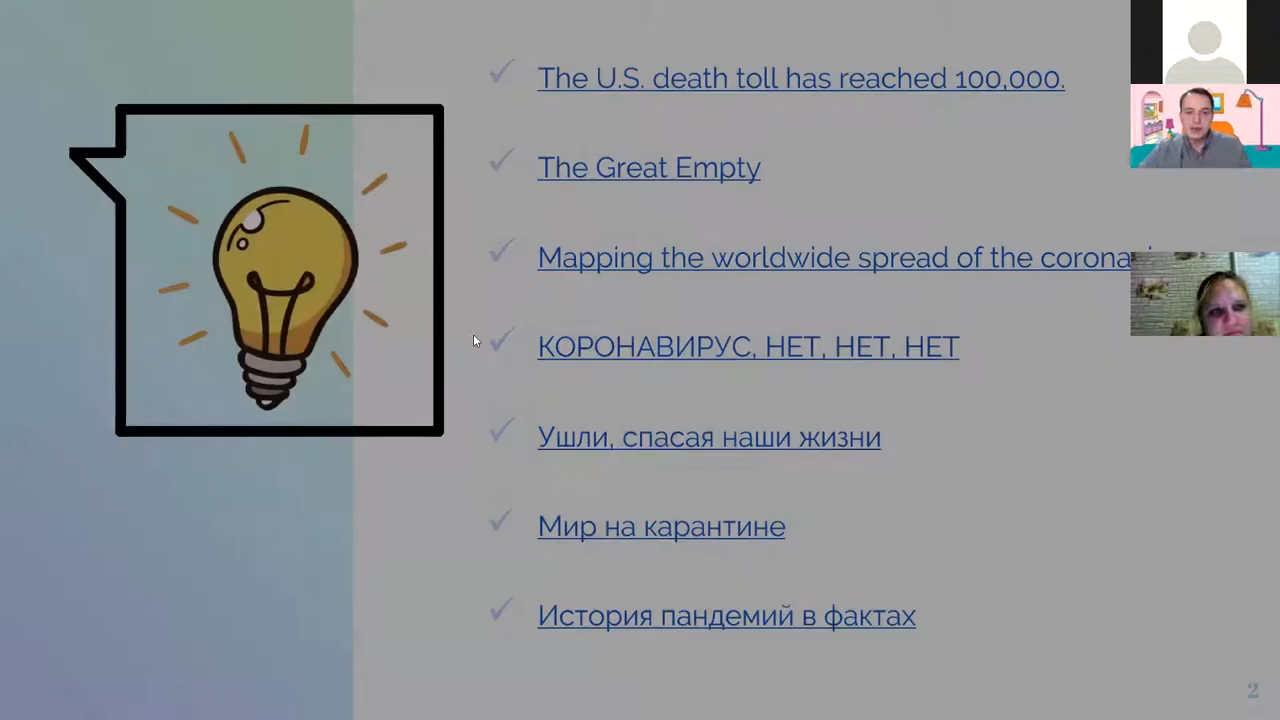 The U.S. death toll has reached 100,000.
The Great Empty
Mapping the worldwide spread of the
КОРОНАВИРУС, НЕТ, НЕТ, НЕТ
Ушли, спасая наши жизни
Мир на карантине
История пандемий в фактах
2